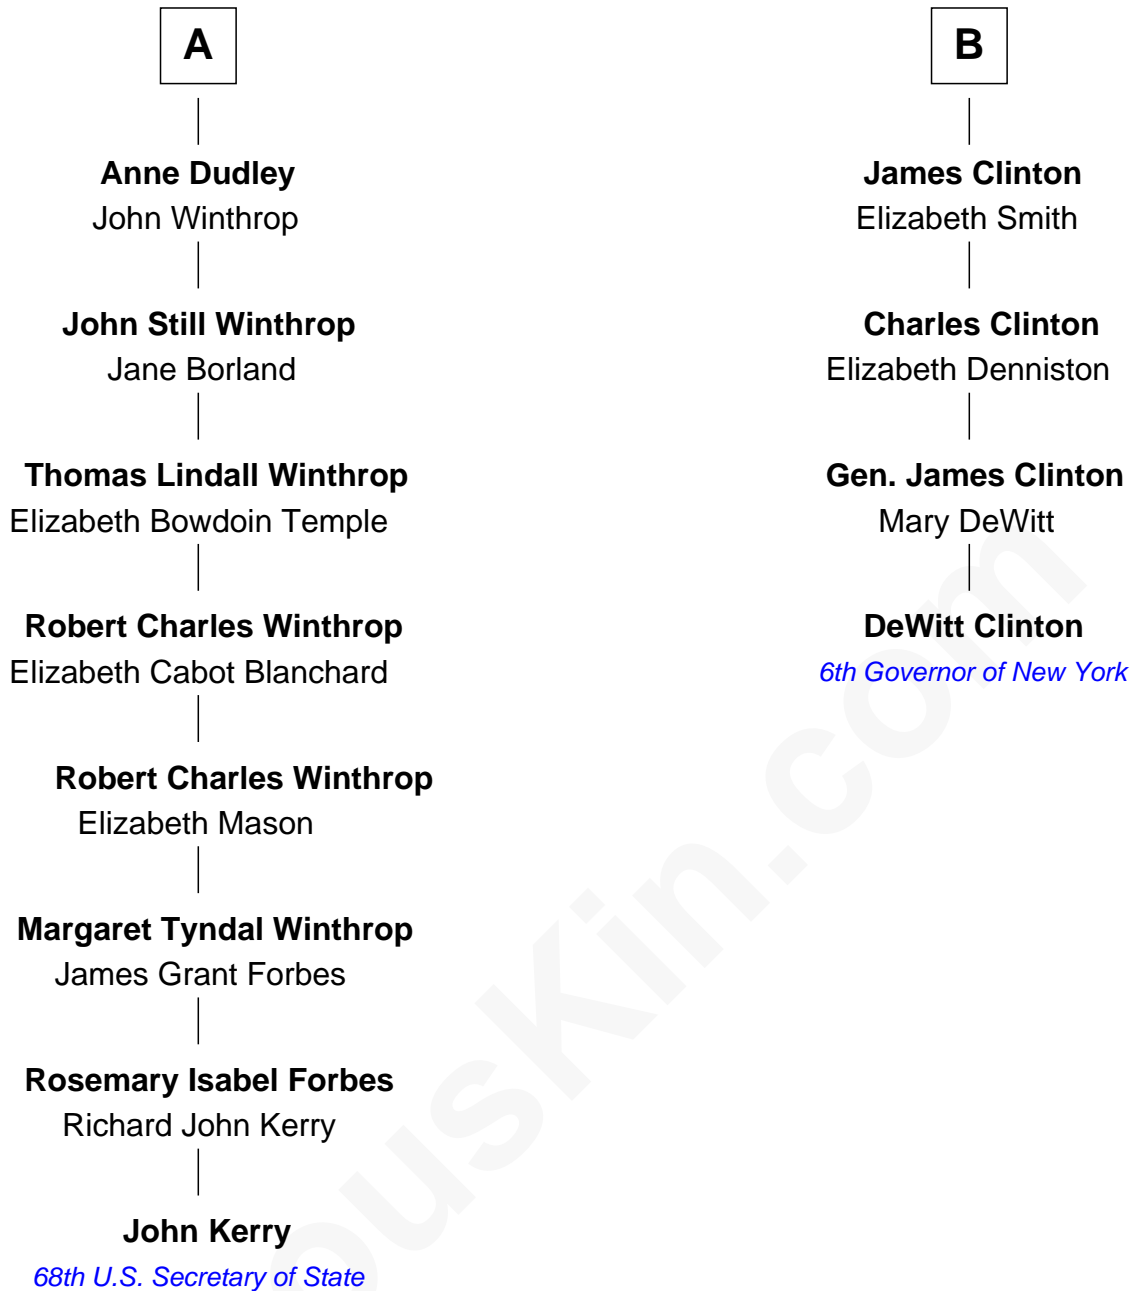 A
Anne Dudley
John Winthrop
John Still Winthrop
Jane Borland
Thomas Lindall Winthrop
Elizabeth Bowdoin Temple
Robert Charles Winthrop
Elizabeth Cabot Blanchard
Robert Charles Winthrop
Elizabeth Mason
Margaret Tyndal Winthrop
James Grant Forbes
Rosemary Isabel Forbes
Richard John Kerry
John Kerry
68th U.S. Secretary of State
B
James Clinton
Elizabeth Smith
Charles Clinton
Elizabeth Denniston
Gen. James Clinton
Mary DeWitt
DeWitt Clinton
6th Governor of New York
ousKin.com